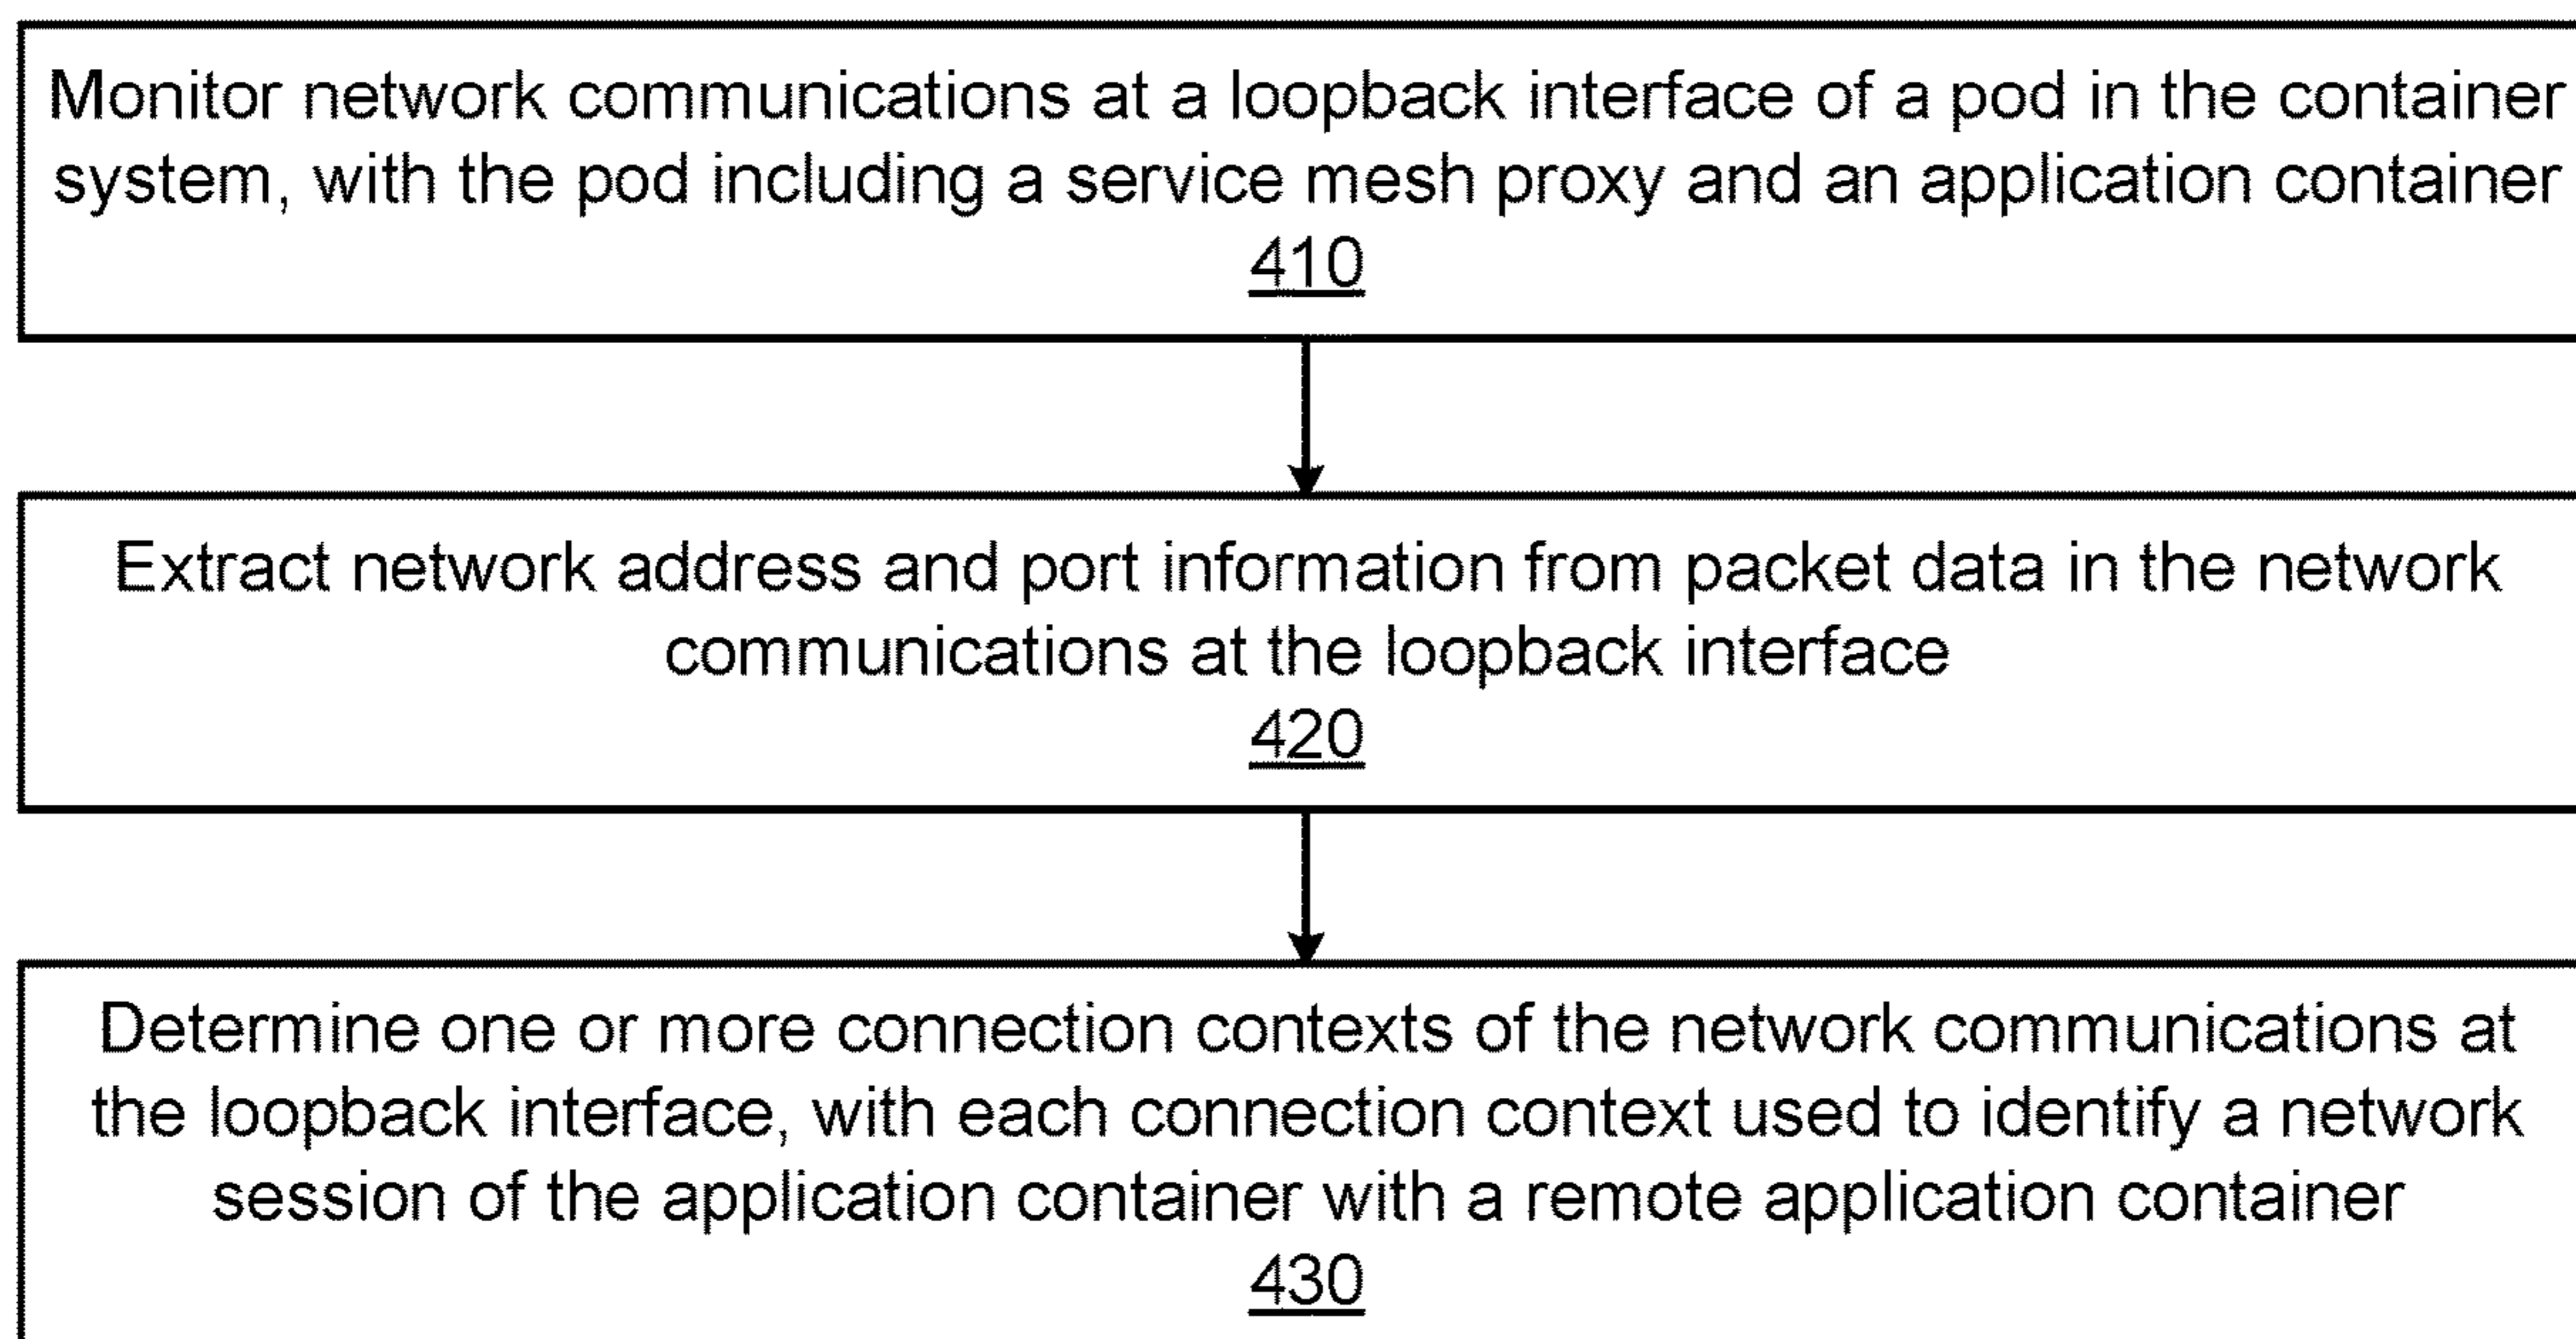 Monitor network communications at a loopback interface of a pod in the container
system, with the pod including a service mesh proxy and an application container
410
Extract network address and port information from packet data in the network
communications at the loopback interface
420
Determine one or more connection contexts of the network communications at
the loopback interface, with each connection context used to identify a network
session of the application container with a remote application container
430